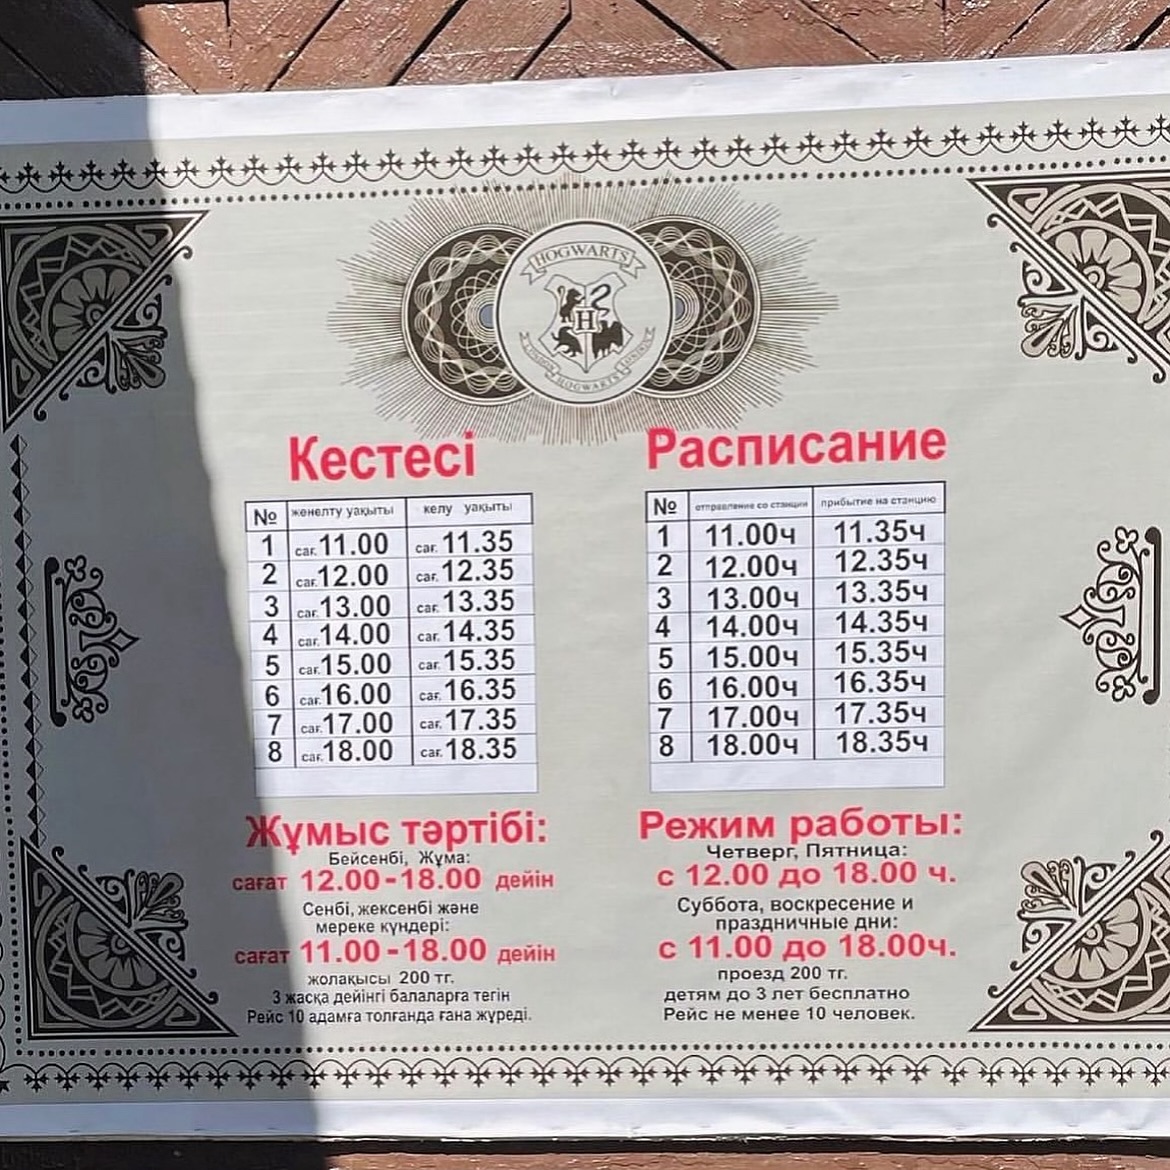 HOGWARTS
H
HOGWARTS
Кестесі
№ жөнелту уақыты келу уақыты
1 сағ. 11.00 сағ. 11.35
2 сағ. 12.00 сағ. 12.35
3 сағ. 13.00 сағ. 13.35
4 сағ. 14.00 сағ. 14.35
5 сағ. 15.00 сағ. 15.35
6 сағ. 16.00 сағ. 16.35
7 сағ. 17.00 сағ. 17.35
8 сағ. 18.00 сағ. 18.35
Жұмыс тәртібі:
Бейсенбі, Жұма:
сағат 12.00-18.00 дейін
Сенбі, жексенбі және
мереке күндері:
сағат 11.00-18.00 дейін
жолақысы 200 тг.
3 жасқа дейінгі балаларға тегін
Рейс 10 адамға толғанда ғана жүреді.
Расписание
№ отправление со станции прибытие на станцию
1 11.00ч 11.35ч
2 12.00ч 12.35ч
3 13.00ч 13.35ч
4 14.00ч 14.35ч
5 15.00ч 15.35ч
6 16.00ч 16.35ч
7 17.00ч 17.35ч
8 18.00ч 18.35ч
Режим работы:
Четверг, Пятница:
с 12.00 до 18.00 ч.
Суббота, воскресение и
праздничные дни:
с 11.00 до 18.00ч.
проезд 200 тг.
детям до 3 лет бесплатно
Рейс не менее 10 человек.